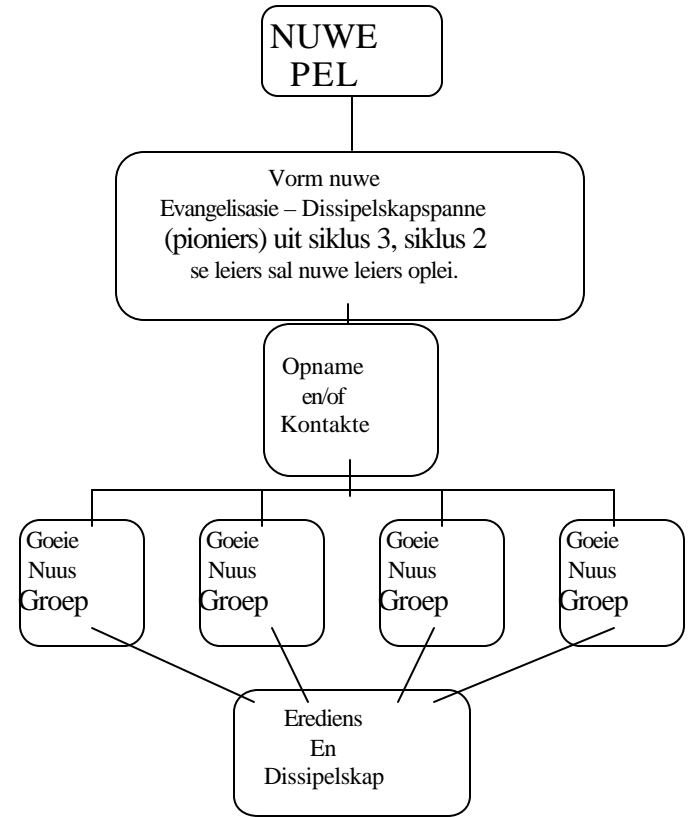 NUWE
PEL
Vorm nuwe
Evangelisasie – Dissipelskapspanne
(pioniers) uit siklus 3, siklus 2
se leiers sal nuwe leiers oplei.
Opname
en/of
Kontakte
Goeie
Nuus
Groep
Goeie
Nuus
Groep
Goeie
Nuus
Groep
Goeie
Nuus
Groep
Erediens
En
Dissipelskap